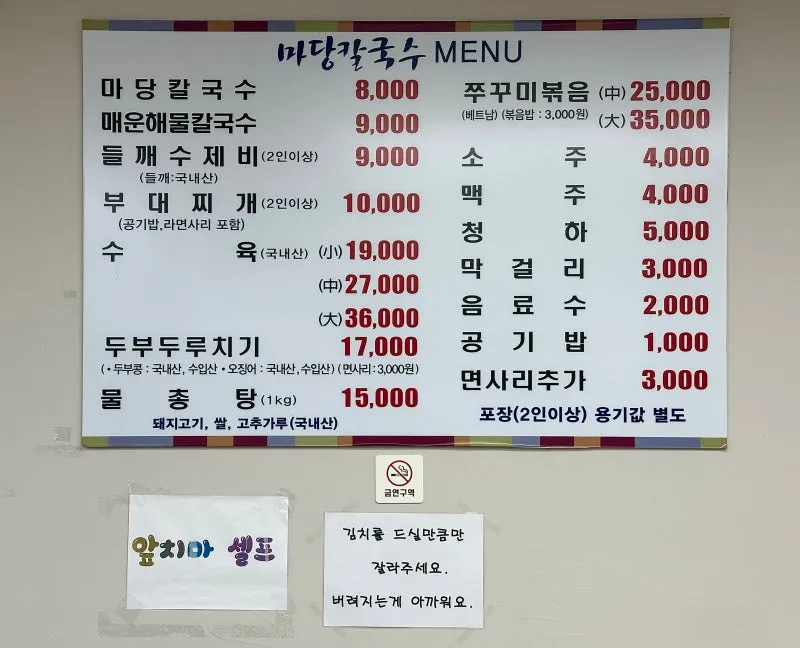 마당칼국수 MENU
마당칼국수 8,000
매운해물칼국수 9,000
들깨수제비(2인이상) 9,000
(들깨:국내산)
부대찌개(2인이상) 10,000
(공기밥,라면사리 포함)
수육(국내산) (小) 19,000
(中) 27,000
(大) 36,000
두부두루치기 17,000
(•두부콩 : 국내산, 수입산 •오징어 : 국내산, 수입산) (면사리 : 3,000원)
물총탕(1kg) 15,000
돼지고기, 쌀, 고추가루(국내산)
쭈꾸미볶음 (中) 25,000
(베트남) (볶음밥 : 3,000원) (大) 35,000
소주 4,000
맥주 4,000
청하 5,000
막걸리 3,000
음료수 2,000
공기밥 1,000
면사리추가 3,000
포장(2인이상) 용기값 별도
금연구역
앞치마 셀프
김치를 드실만큼만
잘라주세요.
버려지는게 아까워요.